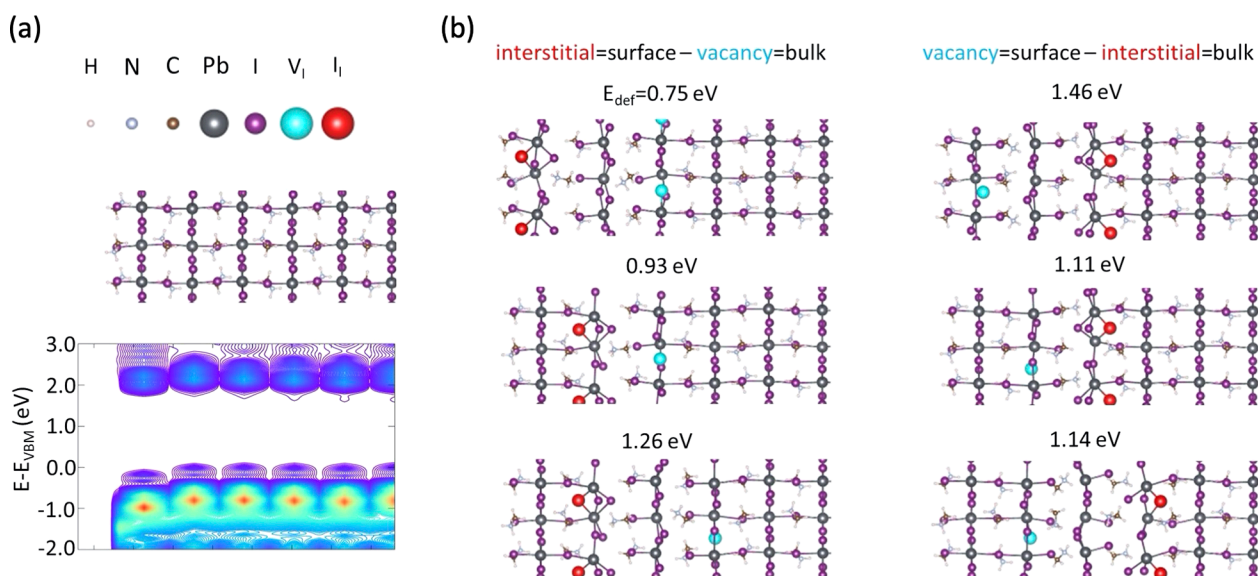 (a)
H N C Pb I V_I I_I
3.0
2.0
1.0
0.0
-1.0
-2.0
E-E_VBM (eV)
(b)
interstitial=surface – vacancy=bulk
E_def=0.75 eV
0.93 eV
1.26 eV
vacancy=surface – interstitial=bulk
1.46 eV
1.11 eV
1.14 eV